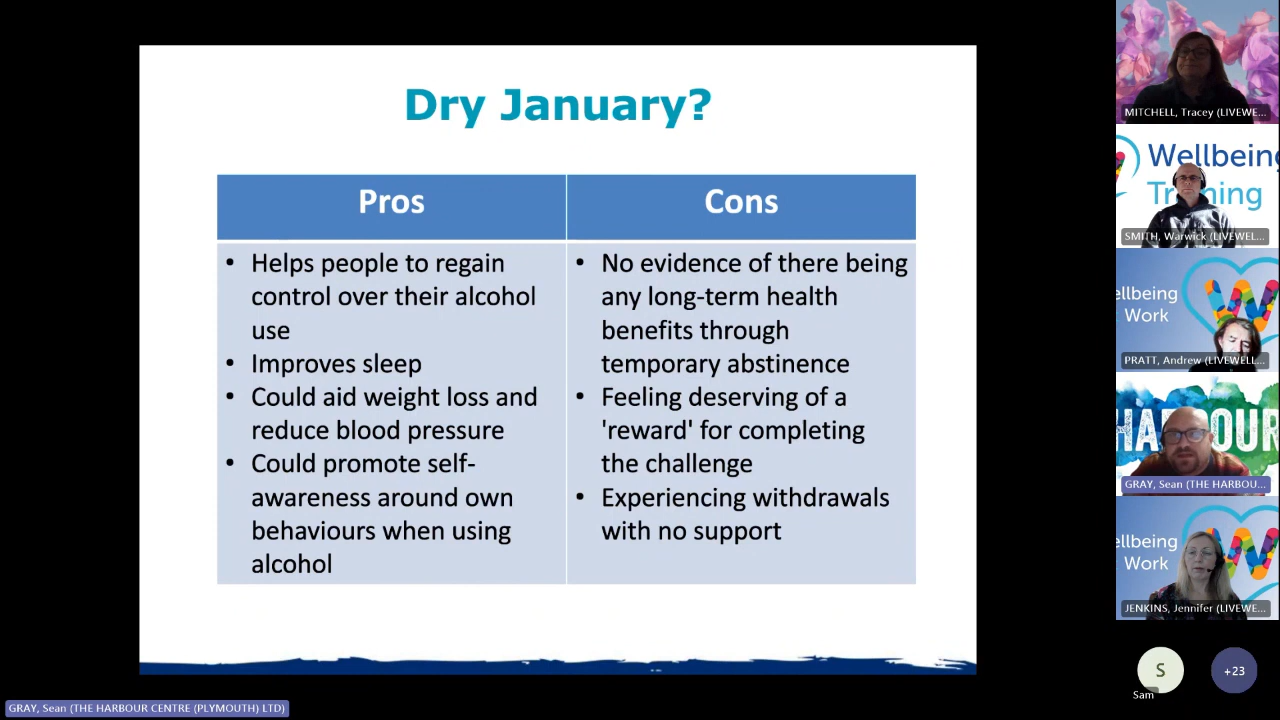 Dry January?
Pros
Cons
• Helps people to regain
control over their alcohol
use
• Improves sleep
• Could aid weight loss and
reduce blood pressure
• Could promote self-
awareness around own
behaviours when using
alcohol
• No evidence of there being
any long-term health
benefits through
temporary abstinence
• Feeling deserving of a
'reward' for completing
the challenge
• Experiencing withdrawals
with no support
MITCHELL, Tracey (LIVEWE...
Wellbeing
SMITH, Warwick (LIVEWEL...
ellbeing
Work
PRATT, Andrew (LIVEWELL...
GRAY, Sean (THE HARBOU...
ellbeing
Work
JENKINS, Jennifer (LIVEWE...
S
Sam
+23
GRAY, Sean (THE HARBOUR CENTRE (PLYMOUTH) LTD)